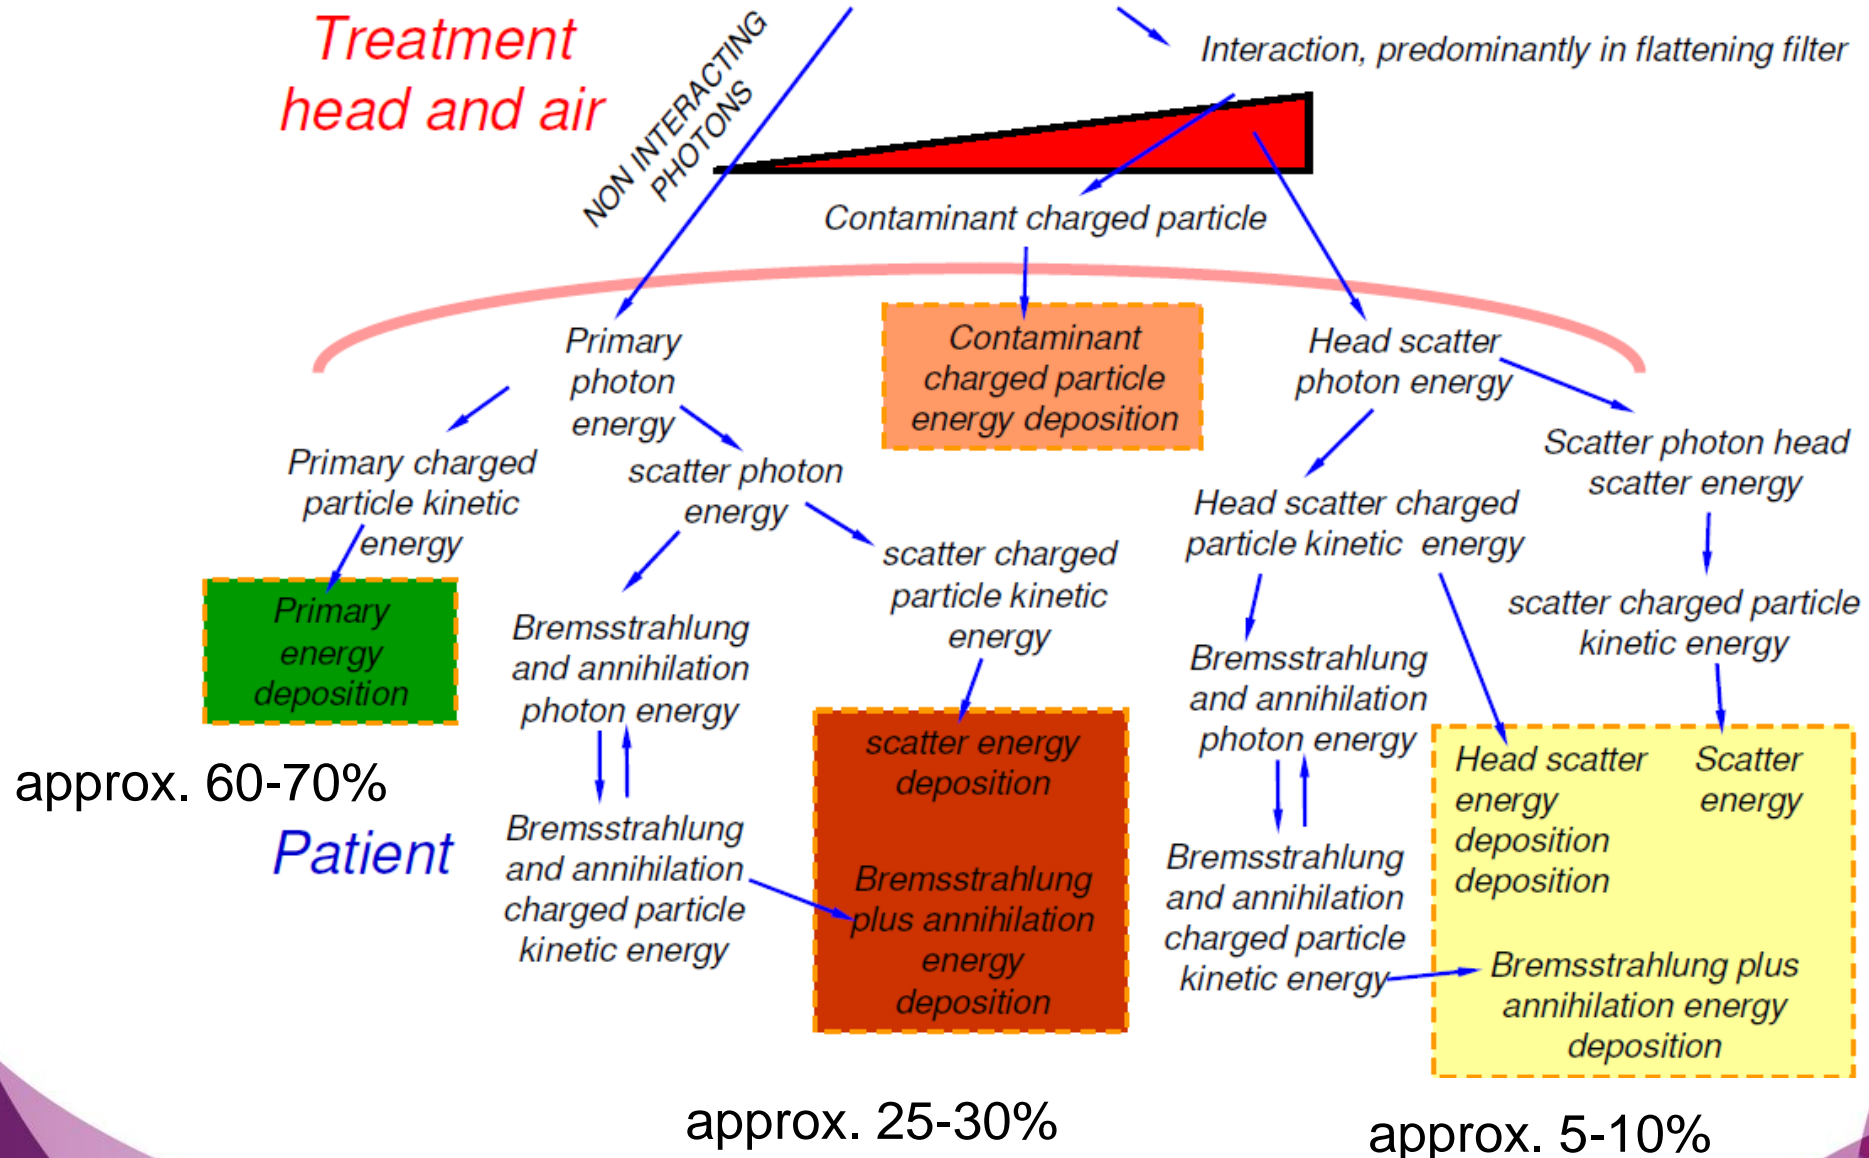 Treatment
head and air
Interaction, predominantly in flattening filter
NON INTERACTING
PHOTONS
Contaminant charged particle
Primary
photon
energy
Contaminant
charged particle
energy deposition
Head scatter
photon energy
Primary charged
particle kinetic
energy
scatter photon
energy
Scatter photon head
scatter energy
Head scatter charged
particle kinetic energy
scatter charged
particle kinetic
energy
Primary
energy
deposition
Bremsstrahlung
and annihilation
photon energy
scatter charged particle
kinetic energy
Bremsstrahlung
and annihilation
photon energy
scatter energy
deposition
Head scatter
energy
deposition
deposition
Scatter
energy
approx. 60-70%
Patient
Bremsstrahlung
and annihilation
charged particle
kinetic energy
Bremsstrahlung
plus annihilation
energy
deposition
Bremsstrahlung
and annihilation
charged particle
kinetic energy
Bremsstrahlung plus
annihilation energy
deposition
approx. 25-30%
approx. 5-10%